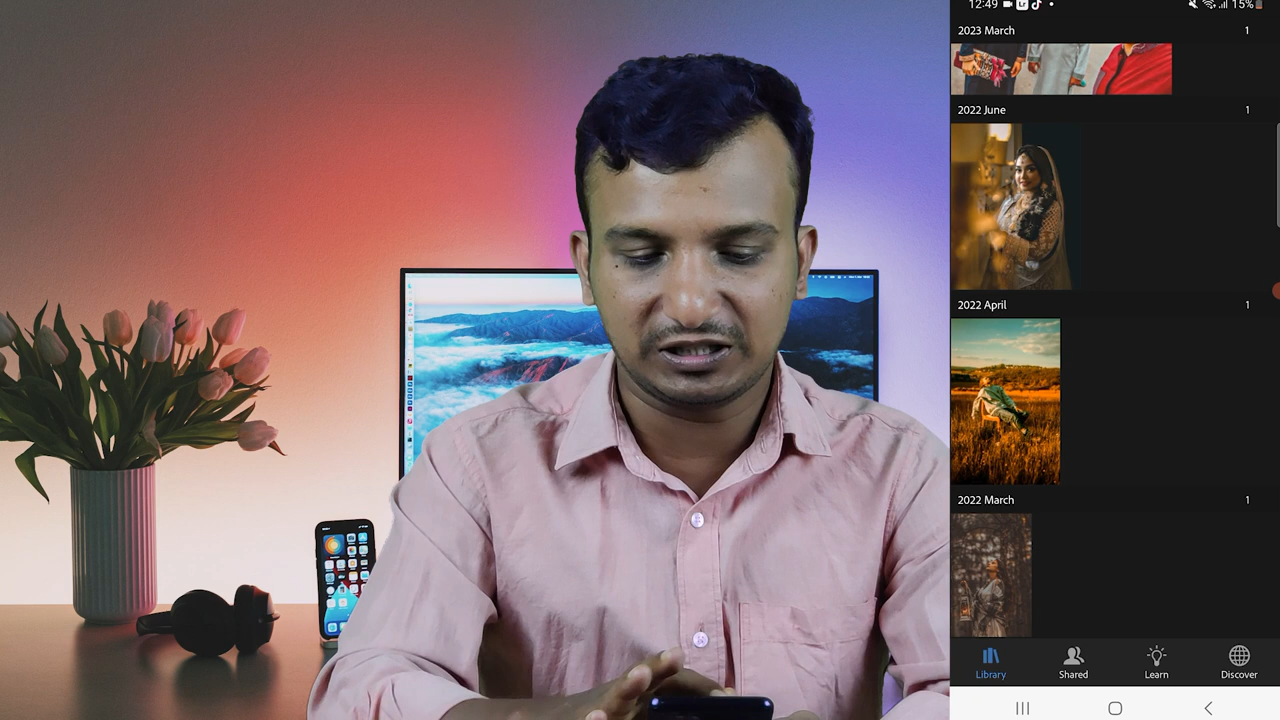 12:49
15%
2023 March 1
2022 June 1
2022 April 1
2022 March 1
Library Shared Learn Discover